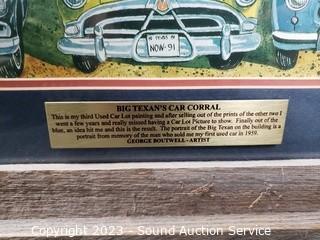 TEXAS
NOW-91
BIG TEXAN'S CAR CORRAL
This is my third Used Car Lot painting and after selling out of the prints of the other two I
went a few years and really missed having a Car Lot Picture to show. Finally out of the
blue, an idea hit me and this is the result. The portrait of the Big Texan on the building is a
portrait from memory of the man who sold me my first used car in 1959.
GEORGE BOUTWELL - ARTIST
Copyright 2023 - Sound Auction Service